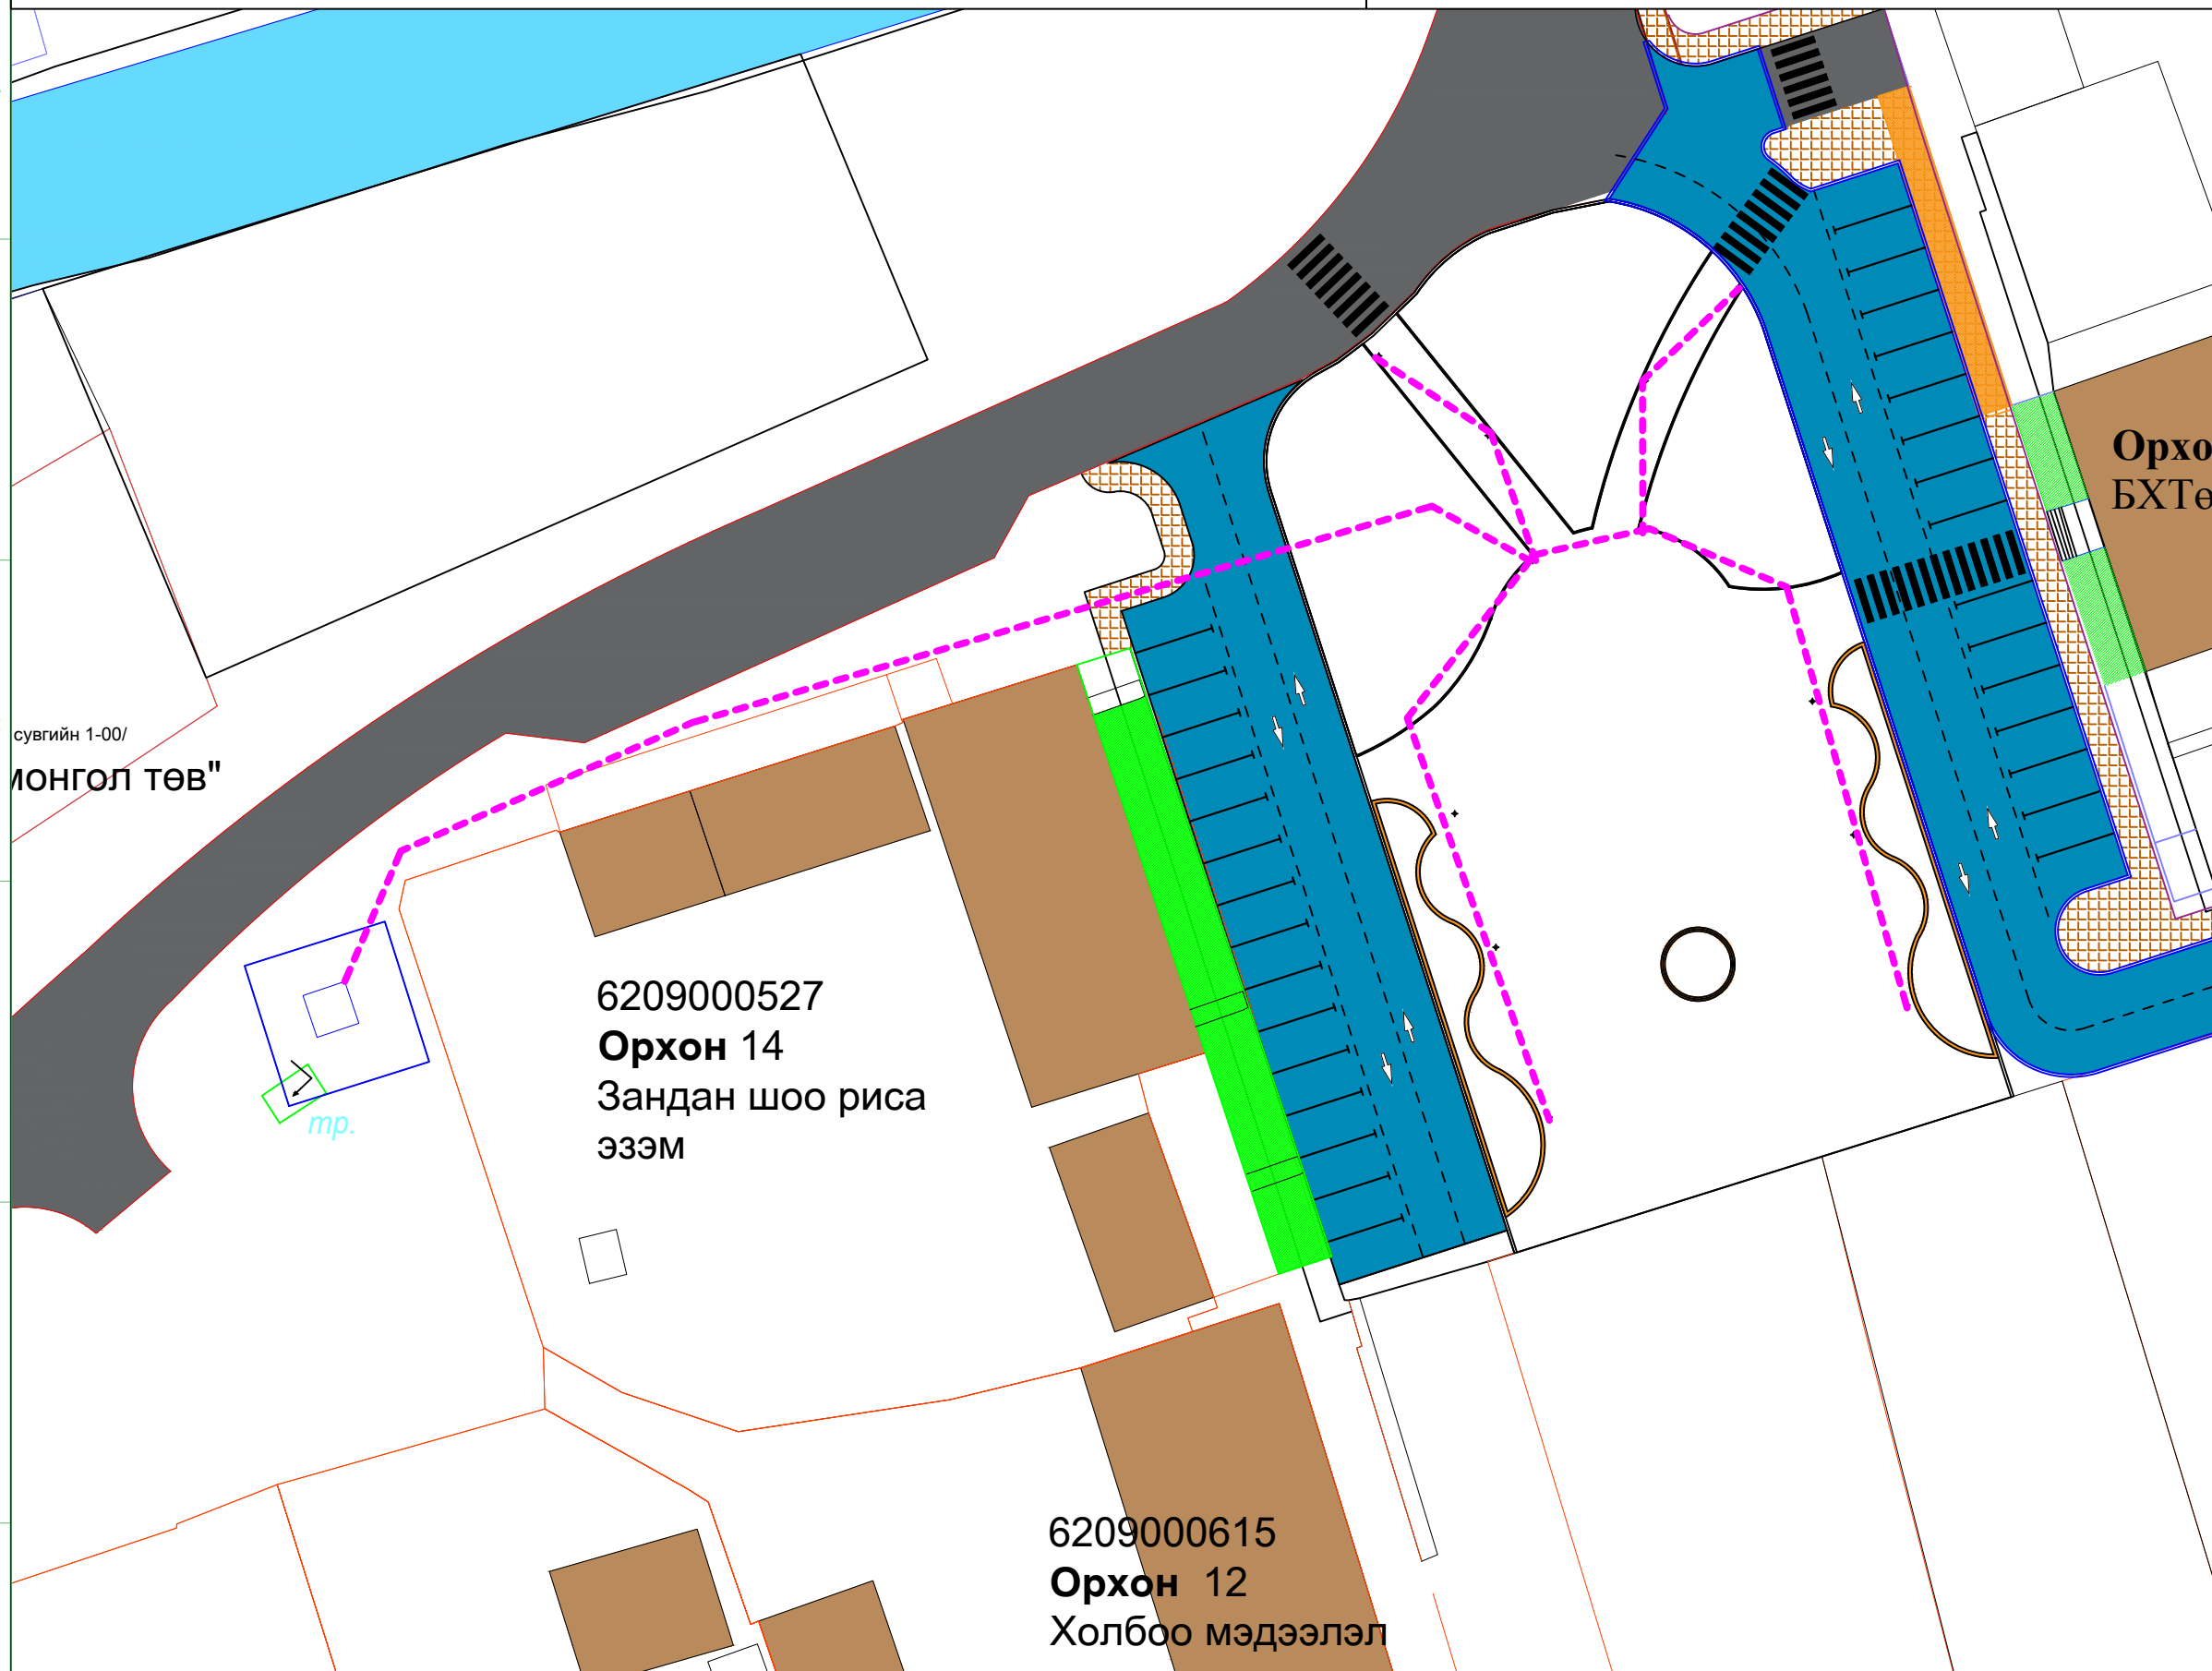 Орхо
БХТө
сувгийн 1-00/
монгол төв"
6209000527
Орхон 14
Зандан шоо риса
эзэм
тр.
6209000615
Орхон 12
Холбоо мэдээлэл